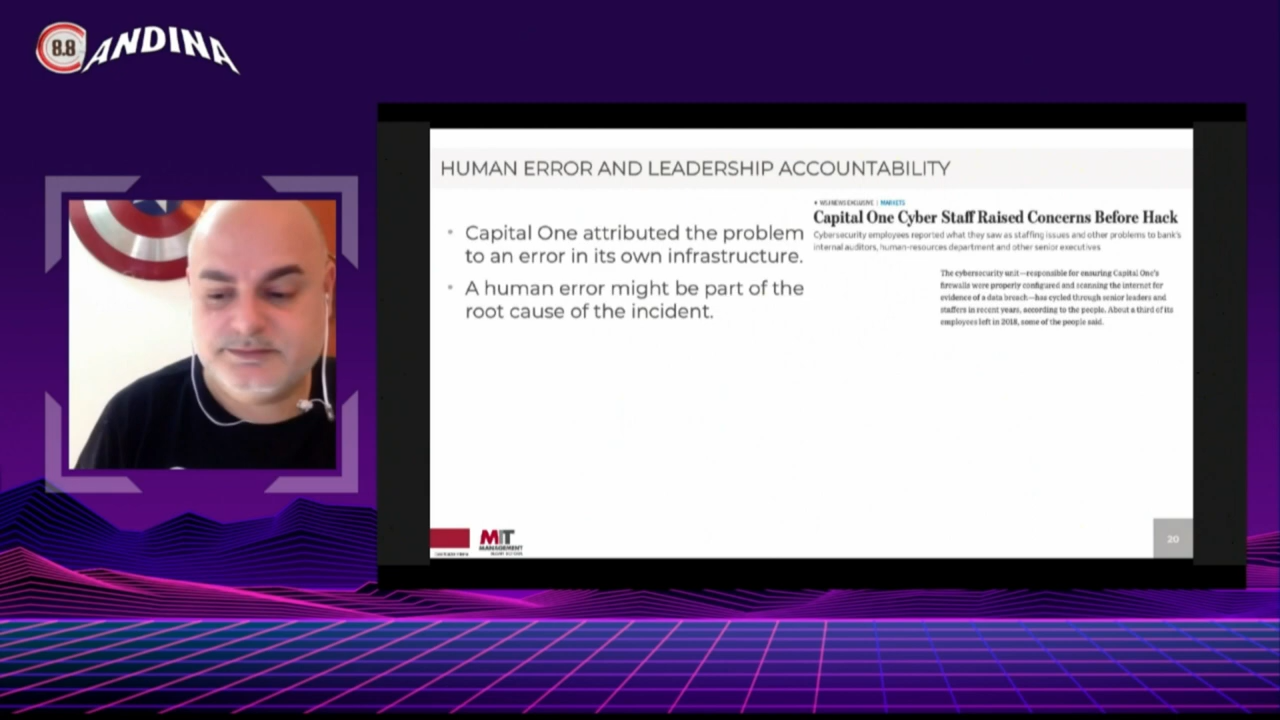 8.8 ANDINA
HUMAN ERROR AND LEADERSHIP ACCOUNTABILITY
• Capital One attributed the problem
to an error in its own infrastructure.
• A human error might be part of the
root cause of the incident.
WSJ NEWS EXCLUSIVE | MARKETS
Capital One Cyber Staff Raised Concerns Before Hack
Cybersecurity employees reported what they saw as staffing issues and other problems to bank's
internal auditors, human-resources department and other senior executives
The cybersecurity unit—responsible for ensuring Capital One's
firewalls were properly configured and scanning the internet for
evidence of a data breach—has cycled through senior leaders and
staffers in recent years, according to the people. About a third of its
employees left in 2018, some of the people said.
MIT
MANAGEMENT
20